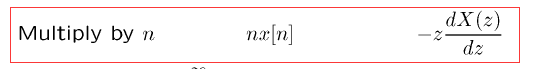 Multiply by n nx[n] −z dX(z)/dz